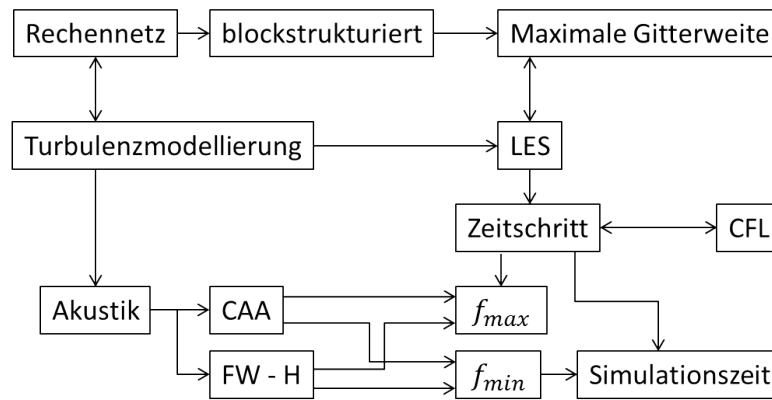 Rechennetz
blockstrukturiert
Maximale Gitterweite
Turbulenzmodellierung
LES
Zeitschritt
CFL
Akustik
CAA
f_max
FW - H
f_min
Simulationszeit